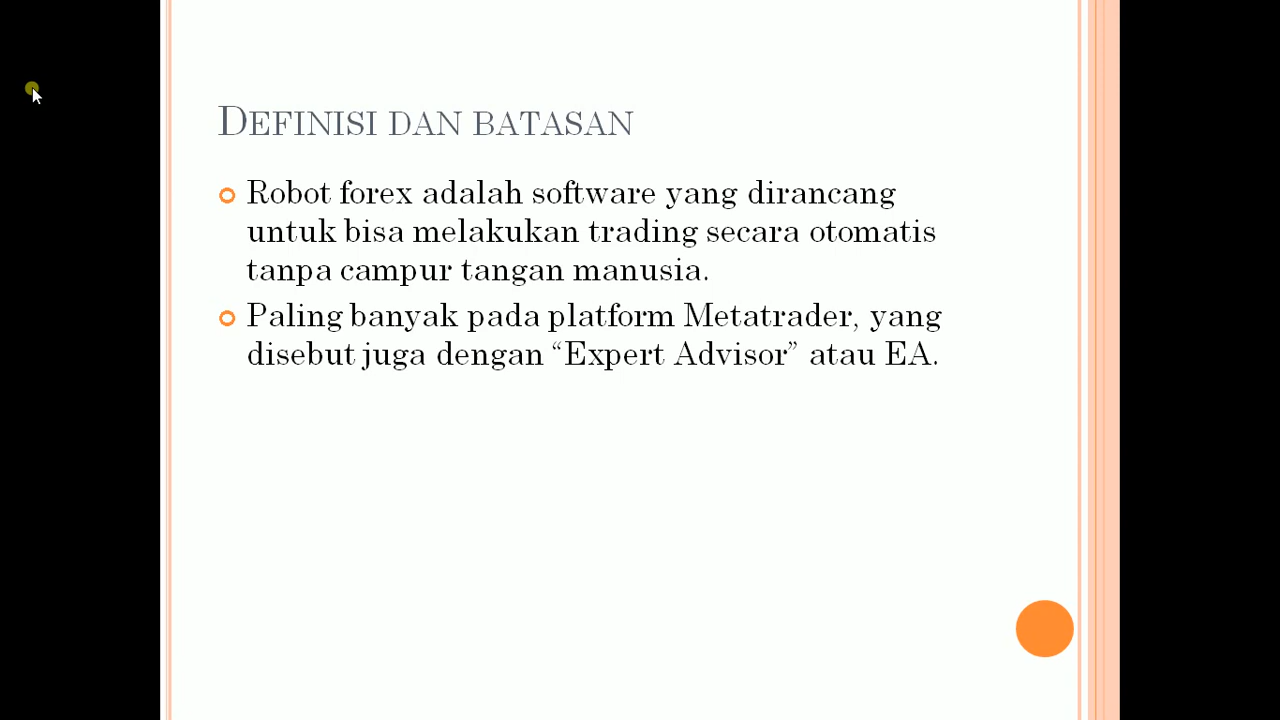 DEFINISI DAN BATASAN
Robot forex adalah software yang dirancang
untuk bisa melakukan trading secara otomatis
tanpa campur tangan manusia.
Paling banyak pada platform Metatrader, yang
disebut juga dengan “Expert Advisor” atau EA.